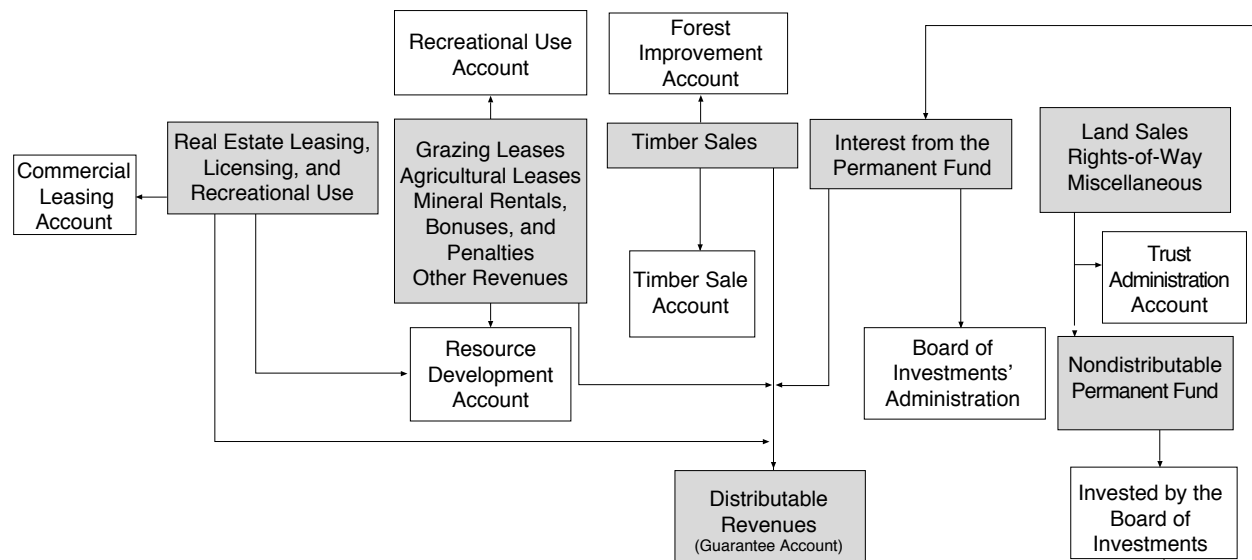 Recreational Use
Account
Forest
Improvement
Account
Commercial
Leasing
Account
Real Estate Leasing,
Licensing, and
Recreational Use
Grazing Leases
Agricultural Leases
Mineral Rentals,
Bonuses, and
Penalties
Other Revenues
Timber Sales
Interest from the
Permanent Fund
Land Sales
Rights-of-Way
Miscellaneous
Timber Sale
Account
Trust
Administration
Account
Resource
Development
Account
Board of
Investments’
Administration
Nondistributable
Permanent Fund
Distributable
Revenues
(Guarantee Account)
Invested by the
Board of
Investments